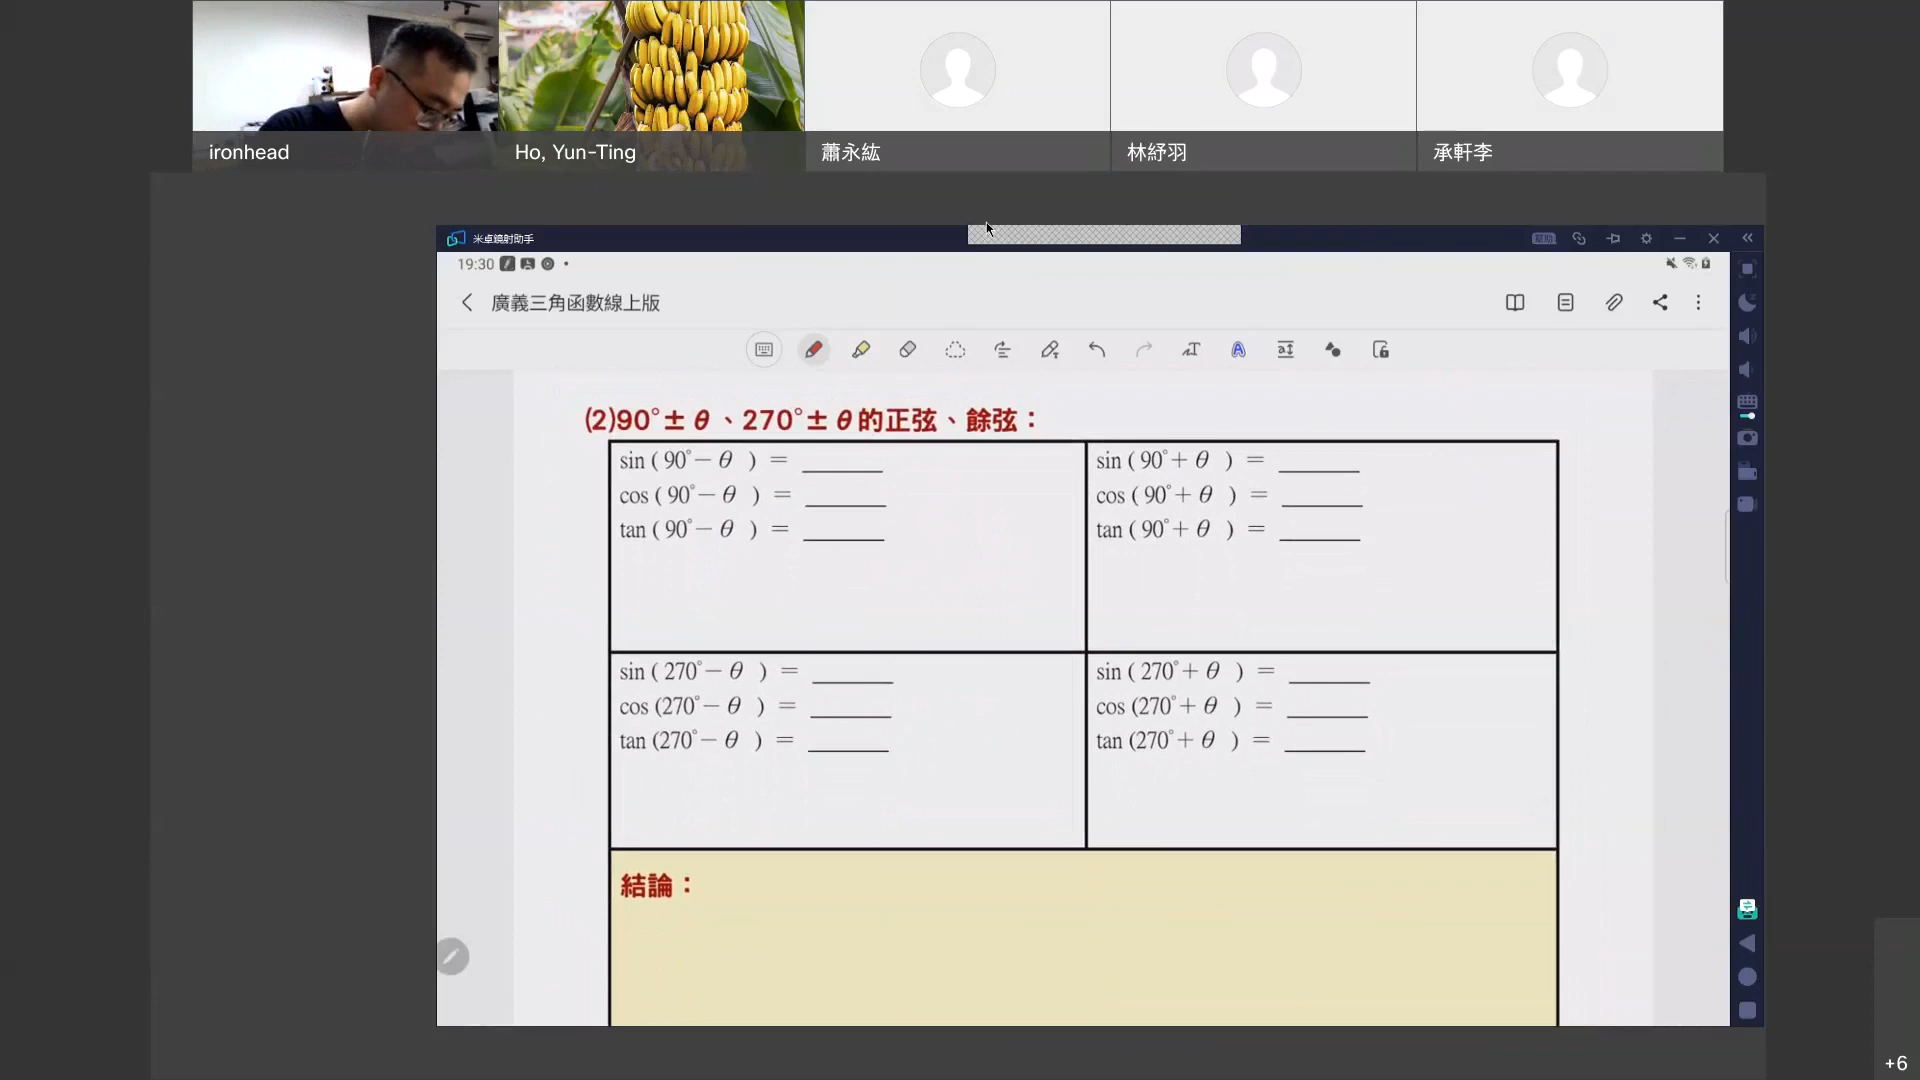 ironhead
Ho, Yun-Ting
蕭永紘
林紓羽
承軒李
米卓鏡射助手
19:30
廣義三角函數線上版
(2)90°± θ、270°± θ的正弦、餘弦：
sin ( 90°− θ ) = ______
cos ( 90°− θ ) = ______
tan ( 90°− θ ) = ______
sin ( 90°+ θ ) = ______
cos ( 90°+ θ ) = ______
tan ( 90°+ θ ) = ______
sin ( 270°− θ ) = ______
cos (270°− θ ) = ______
tan (270°− θ ) = ______
sin ( 270°+ θ ) = ______
cos (270°+ θ ) = ______
tan (270°+ θ ) = ______
結論：
+6